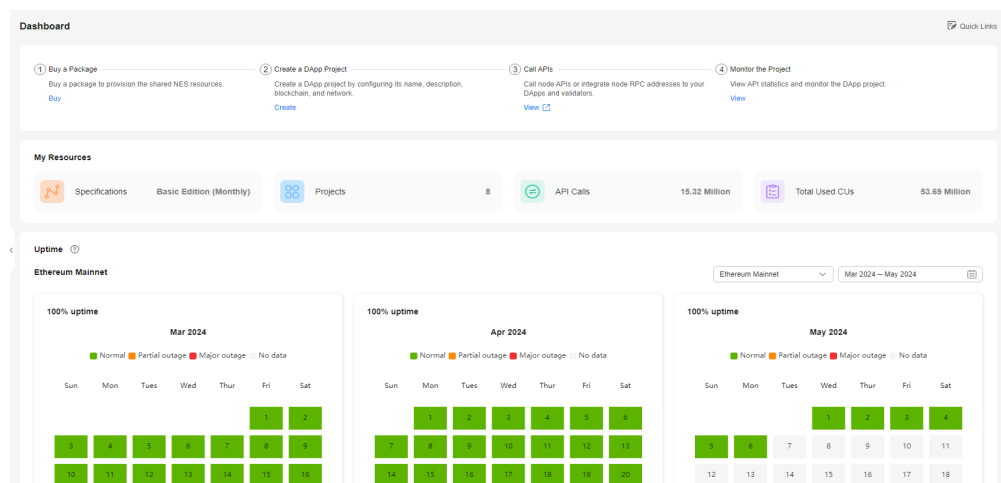 Dashboard
Quick Links
1 Buy a Package
Buy a package to provision the shared NES resources.
Buy
2 Create a DApp Project
Create a DApp project by configuring its name, description,
blockchain, and network.
Create
3 Call APIs
Call node APIs or integrate node RPC addresses to your
DApps and validators.
View
4 Monitor the Project
View API statistics and monitor the DApp project.
View
My Resources
Specifications Basic Edition (Monthly)
Projects 8
API Calls 15.32 Million
Total Used CUs 53.69 Million
Uptime ?
Ethereum Mainnet
Ethereum Mainnet
Mar 2024 – May 2024
100% uptime
Mar 2024
Normal Partial outage Major outage No data
Sun Mon Tues Wed Thur Fri Sat
1 2
3 4 5 6 7 8 9
10 11 12 13 14 15 16
100% uptime
Apr 2024
Normal Partial outage Major outage No data
Sun Mon Tues Wed Thur Fri Sat
1 2 3 4 5 6
7 8 9 10 11 12 13
14 15 16 17 18 19 20
100% uptime
May 2024
Normal Partial outage Major outage No data
Sun Mon Tues Wed Thur Fri Sat
1 2 3 4
5 6 7 8 9 10 11
12 13 14 15 16 17 18